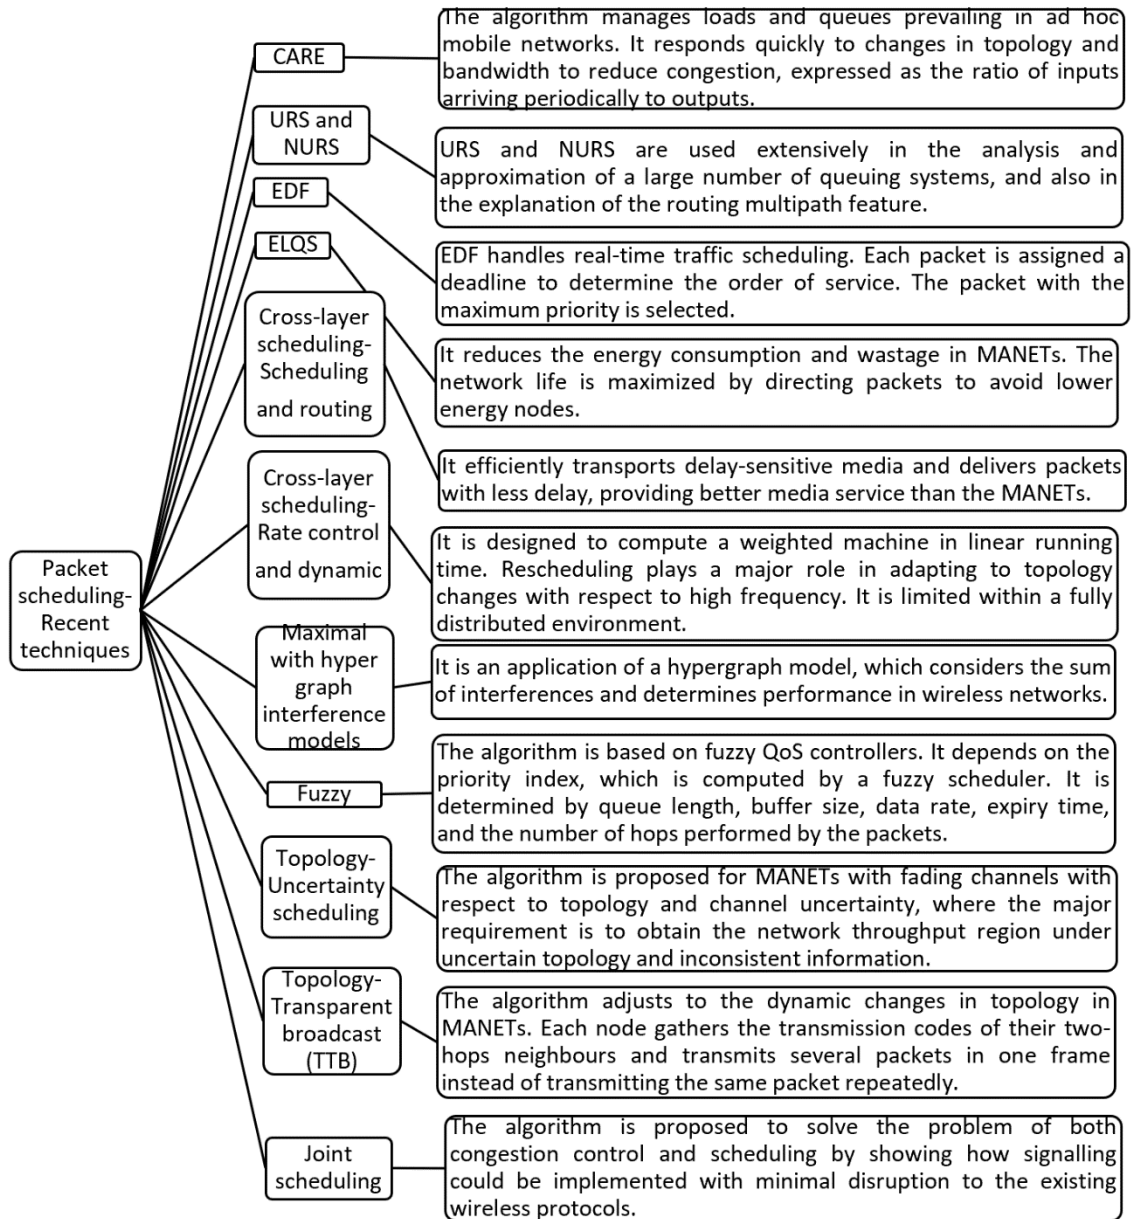 Packet
scheduling-
Recent
techniques
CARE
The algorithm manages loads and queues prevailing in ad hoc
mobile networks. It responds quickly to changes in topology and
bandwidth to reduce congestion, expressed as the ratio of inputs
arriving periodically to outputs.
URS and
NURS
URS and NURS are used extensively in the analysis and
approximation of a large number of queuing systems, and also in
the explanation of the routing multipath feature.
EDF
EDF handles real-time traffic scheduling. Each packet is assigned a
deadline to determine the order of service. The packet with the
maximum priority is selected.
ELQS
It reduces the energy consumption and wastage in MANETs. The
network life is maximized by directing packets to avoid lower
energy nodes.
Cross-layer
scheduling-
Scheduling
and routing
It efficiently transports delay-sensitive media and delivers packets
with less delay, providing better media service than the MANETs.
Cross-layer
scheduling-
Rate control
and dynamic
It is designed to compute a weighted machine in linear running
time. Rescheduling plays a major role in adapting to topology
changes with respect to high frequency. It is limited within a fully
distributed environment.
Maximal
with hyper
graph
interference
models
It is an application of a hypergraph model, which considers the sum
of interferences and determines performance in wireless networks.
Fuzzy
The algorithm is based on fuzzy QoS controllers. It depends on the
priority index, which is computed by a fuzzy scheduler. It is
determined by queue length, buffer size, data rate, expiry time,
and the number of hops performed by the packets.
Topology-
Uncertainty
scheduling
The algorithm is proposed for MANETs with fading channels with
respect to topology and channel uncertainty, where the major
requirement is to obtain the network throughput region under
uncertain topology and inconsistent information.
Topology-
Transparent
broadcast
(TTB)
The algorithm adjusts to the dynamic changes in topology in
MANETs. Each node gathers the transmission codes of their two-
hops neighbours and transmits several packets in one frame
instead of transmitting the same packet repeatedly.
Joint
scheduling
The algorithm is proposed to solve the problem of both
congestion control and scheduling by showing how signalling
could be implemented with minimal disruption to the existing
wireless protocols.